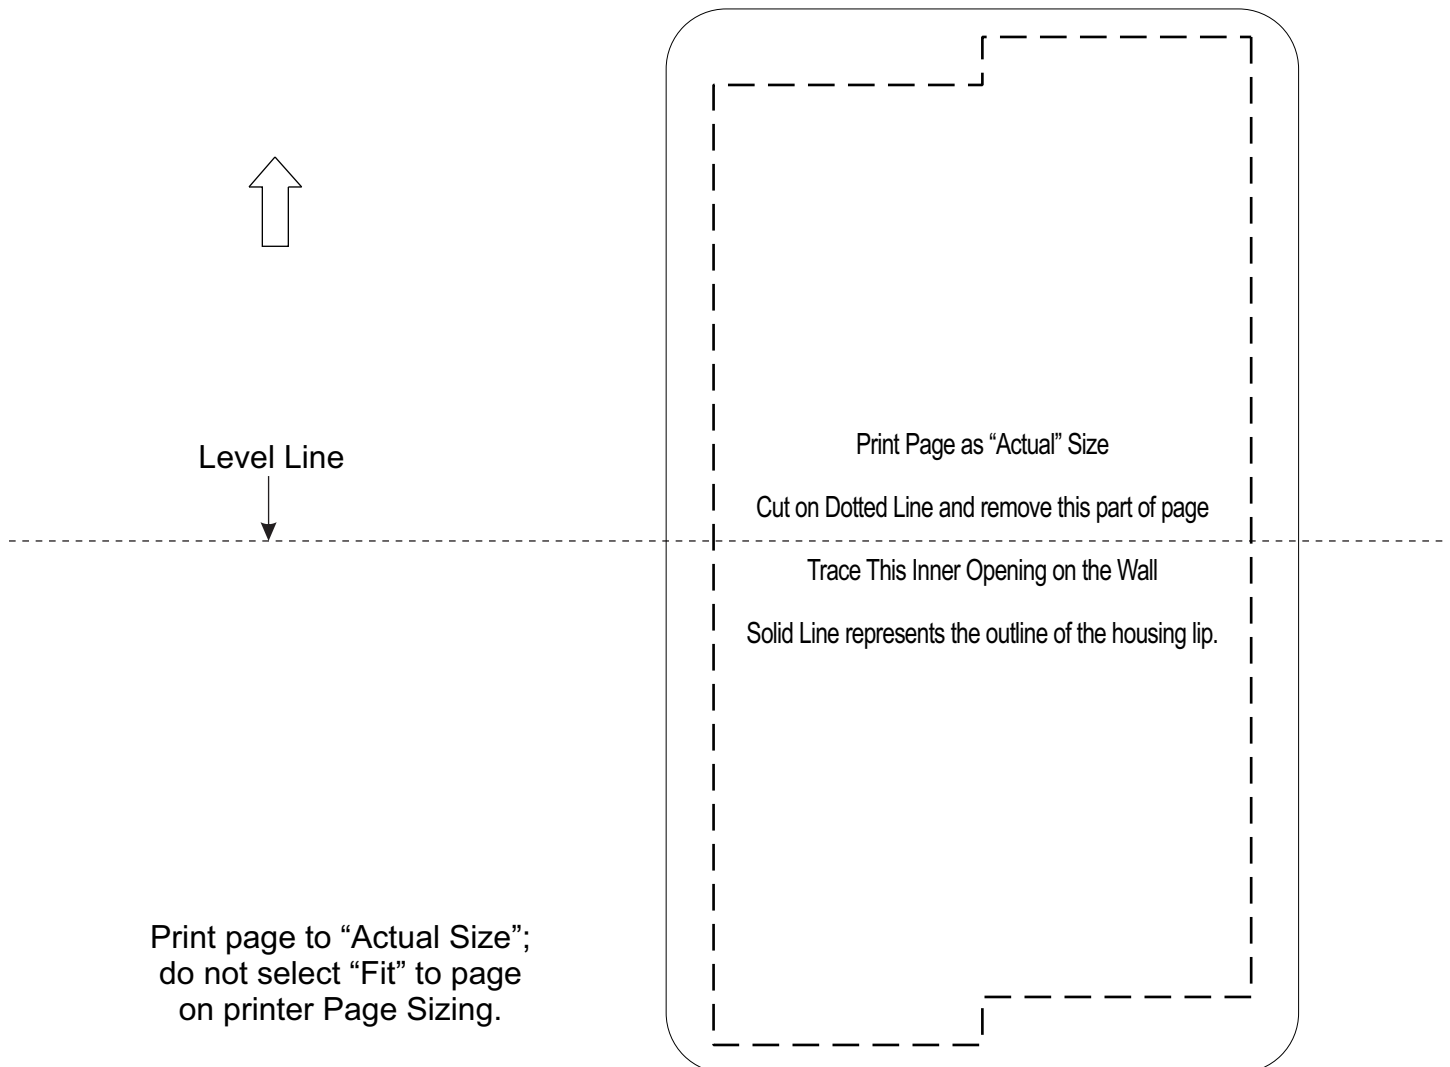 Level Line
Print Page as “Actual” Size
Cut on Dotted Line and remove this part of page
Trace This Inner Opening on the Wall
Solid Line represents the outline of the housing lip.
Print page to “Actual Size”;
do not select “Fit” to page
on printer Page Sizing.